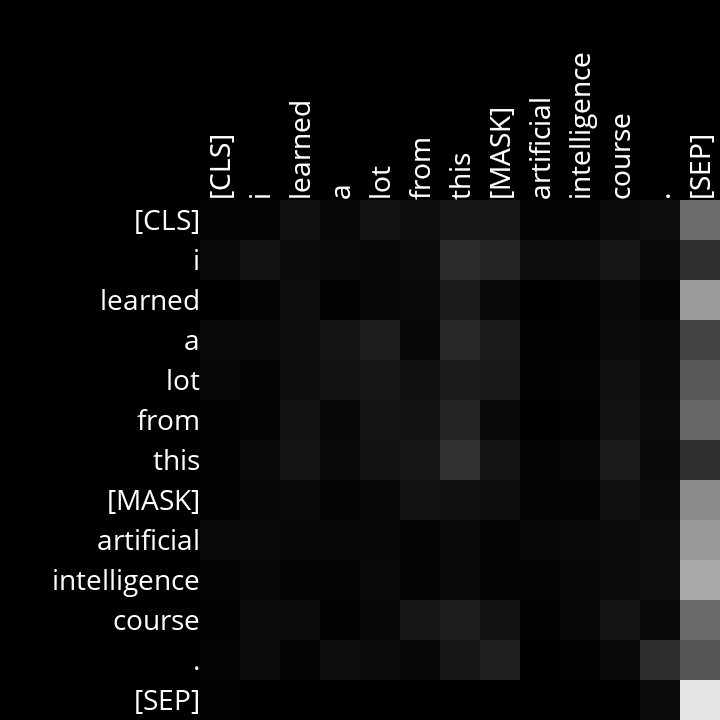 [CLS] i learned a lot from this [MASK] artificial intelligence course . [SEP]
[CLS]
i
learned
a
lot
from
this
[MASK]
artificial
intelligence
course
.
[SEP]